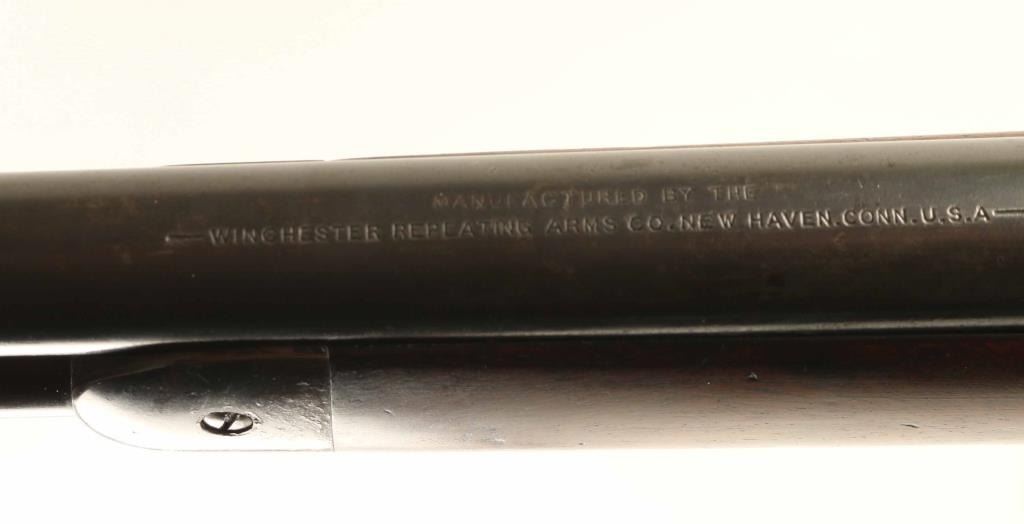 MANUFACTURED BY THE
—WINCHESTER REPEATING ARMS CO. NEW HAVEN. CONN. U.S.A—